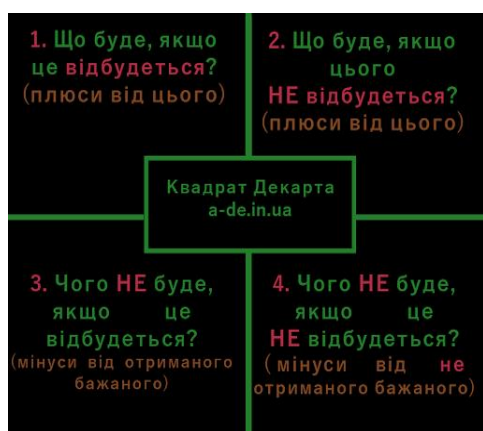 1. Що буде, якщо
це відбудеться?
(плюси від цього)
2. Що буде, якщо
цього
НЕ відбудеться?
(плюси від цього)
Квадрат Декарта
a-de.in.ua
3. Чого НЕ буде,
якщо це
відбудеться?
(мінуси від отриманого
бажаного)
4. Чого НЕ буде,
якщо це
НЕ відбудеться?
( мінуси від не
отриманого бажаного)